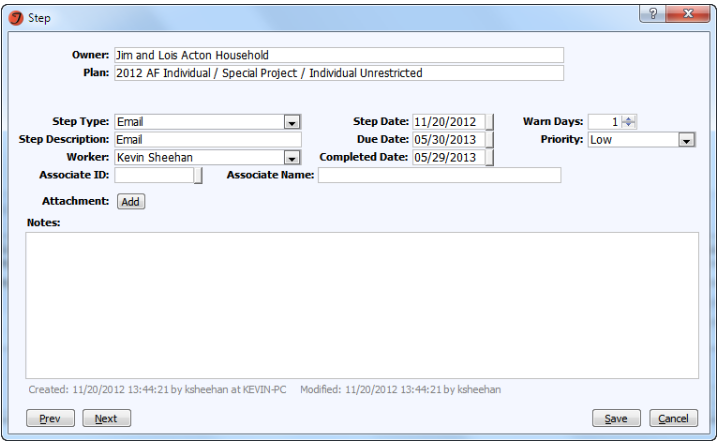 Step
?
Owner: Jim and Lois Acton Household
Plan: 2012 AF Individual / Special Project / Individual Unrestricted
Step Type: Email Step Date: 11/20/2012 Warn Days: 1
Step Description: Email Due Date: 05/30/2013 Priority: Low
Worker: Kevin Sheehan Completed Date: 05/29/2013
Associate ID: Associate Name:
Attachment: Add
Notes:
Created: 11/20/2012 13:44:21 by ksheehan at KEVIN-PC Modified: 11/20/2012 13:44:21 by ksheehan
Prev Next Save Cancel